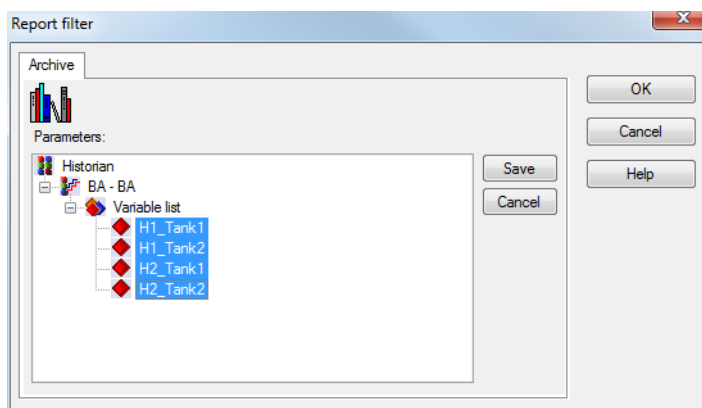 Report filter
Archive
OK
Parameters:
Cancel
Historian
Save
Help
BA - BA
Cancel
Variable list
H1_Tank1
H1_Tank2
H2_Tank1
H2_Tank2